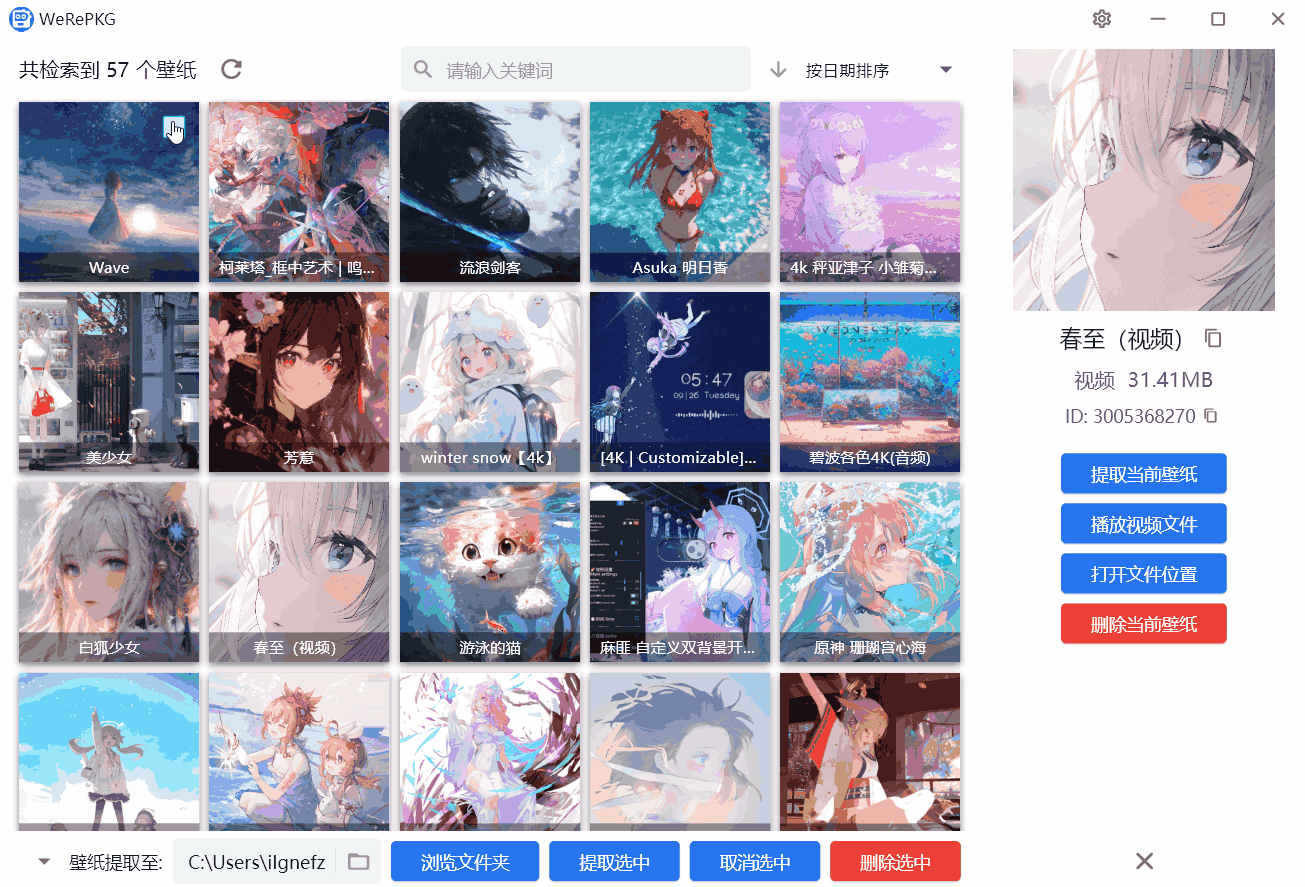 WeRePKG
共检索到 57 个壁纸
请输入关键词
按日期排序
Wave
柯莱塔_框中艺术 | 鸣...
流浪剑客
Asuka 明日香
4k 秤亚津子 小雏菊...
美少女
芳意
winter snow【4k】
05:47
09|26 Tuesday
[4K | Customizable]...
WEDNESDAY
碧波各色4K(音频)
白狐少女
春至（视频）
游泳的猫
麻匪 自定义双背景开...
原神 珊瑚宫心海
春至（视频）
视频 31.41MB
ID: 3005368270
提取当前壁纸
播放视频文件
打开文件位置
删除当前壁纸
壁纸提取至:
C:\Users\ilgnefz
浏览文件夹
提取选中
取消选中
删除选中